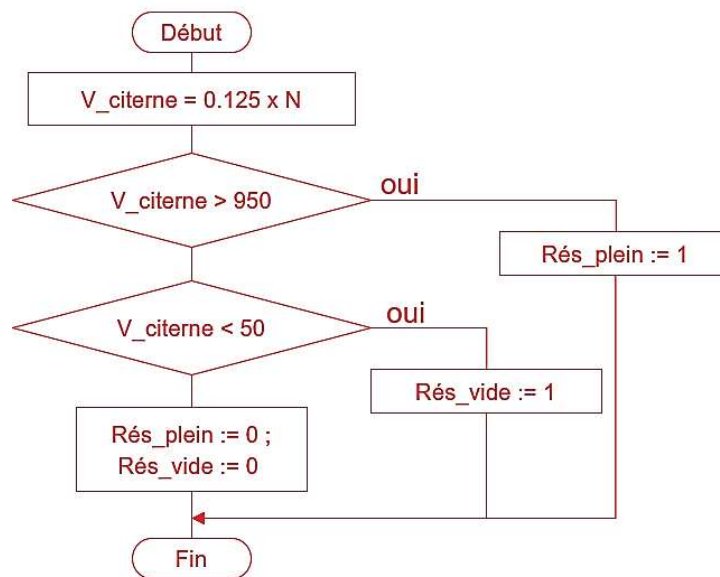 Début
V_citerne = 0.125 x N
V_citerne > 950
oui
Rés_plein := 1
V_citerne < 50
oui
Rés_vide := 1
Rés_plein := 0 ;
Rés_vide := 0
Fin